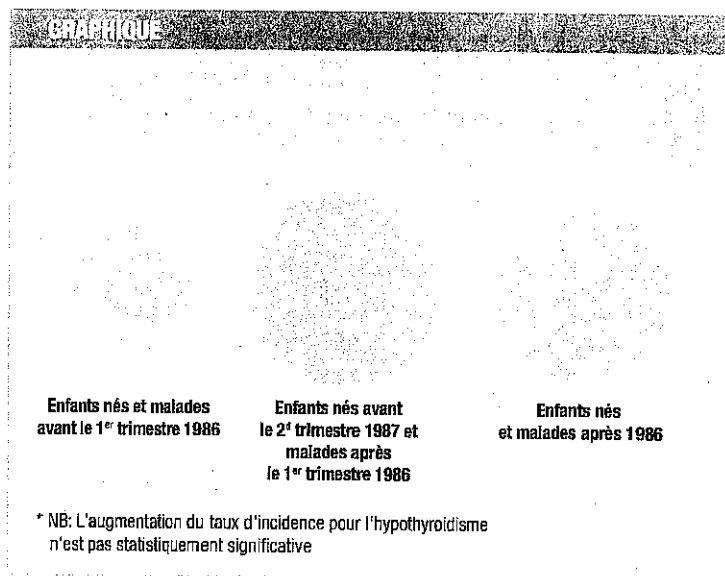 GRAPHIQUE
Enfants nés et malades
avant le 1er trimestre 1986
Enfants nés avant
le 2d trimestre 1987 et
malades après
le 1er trimestre 1986
Enfants nés
et malades après 1986
* NB: L'augmentation du taux d'incidence pour l'hypothyroidisme
n'est pas statistiquement significative